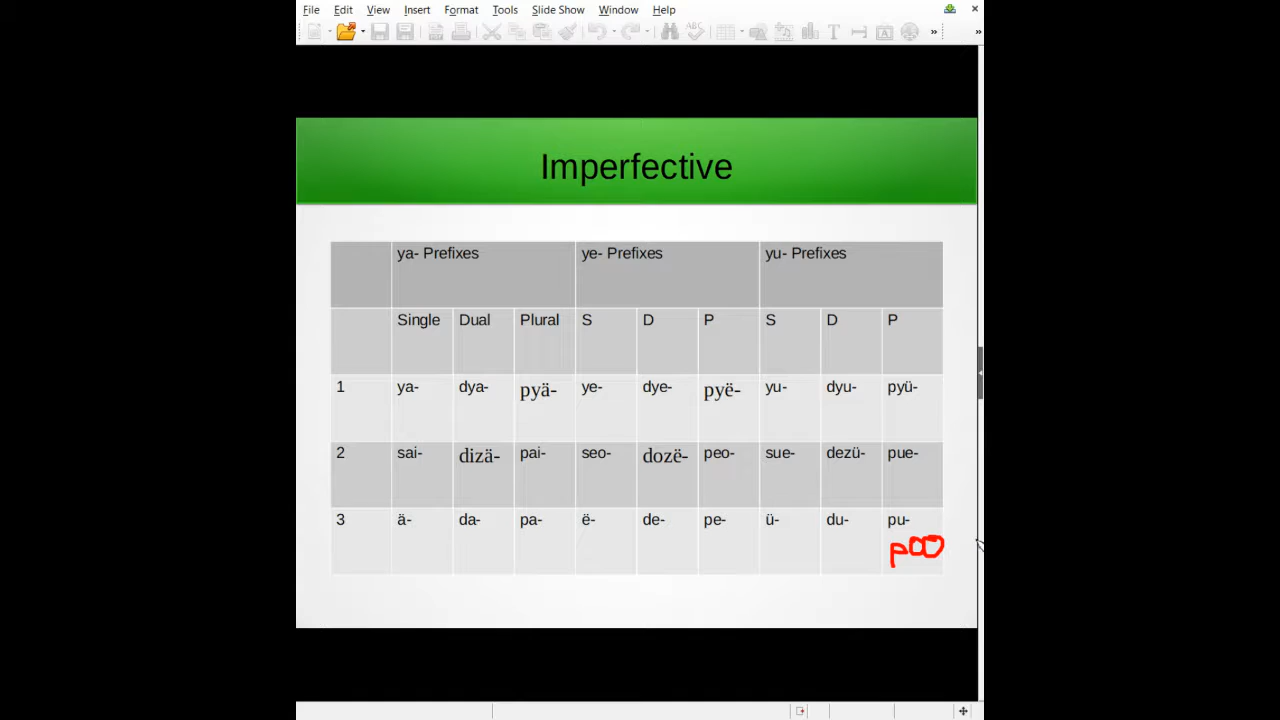 File Edit View Insert Format Tools Slide Show Window Help
Imperfective
ya- Prefixes ye- Prefixes yu- Prefixes
Single Dual Plural S D P S D P
1 ya- dya- pyä- ye- dye- pyë- yu- dyu- pyü-
2 sai- dizä- pai- seo- dozë- peo- sue- dezü- pue-
3 ä- da- pa- ë- de- pe- ü- du- pu-
poo